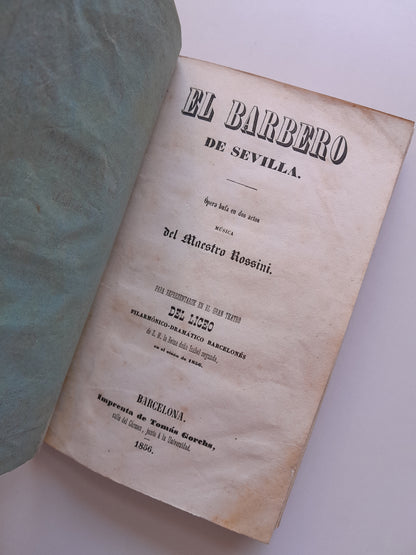 EL BARBERO
DE SEVILLA.
Ópera bufa en dos actos
MÚSICA
del Maestro Rossini.
PARA REPRESENTARSE EN EL GRAN TEATRO
DEL LICEO
FILARMÓNICO-DRAMÁTICO BARCELONÉS
de S. M. la Reina doña Isabel segunda,
en el otoño de 1856.
BARCELONA.
Imprenta de Tomás Gorchs,
calle del Cármen, junto á la Universidad.
1856.